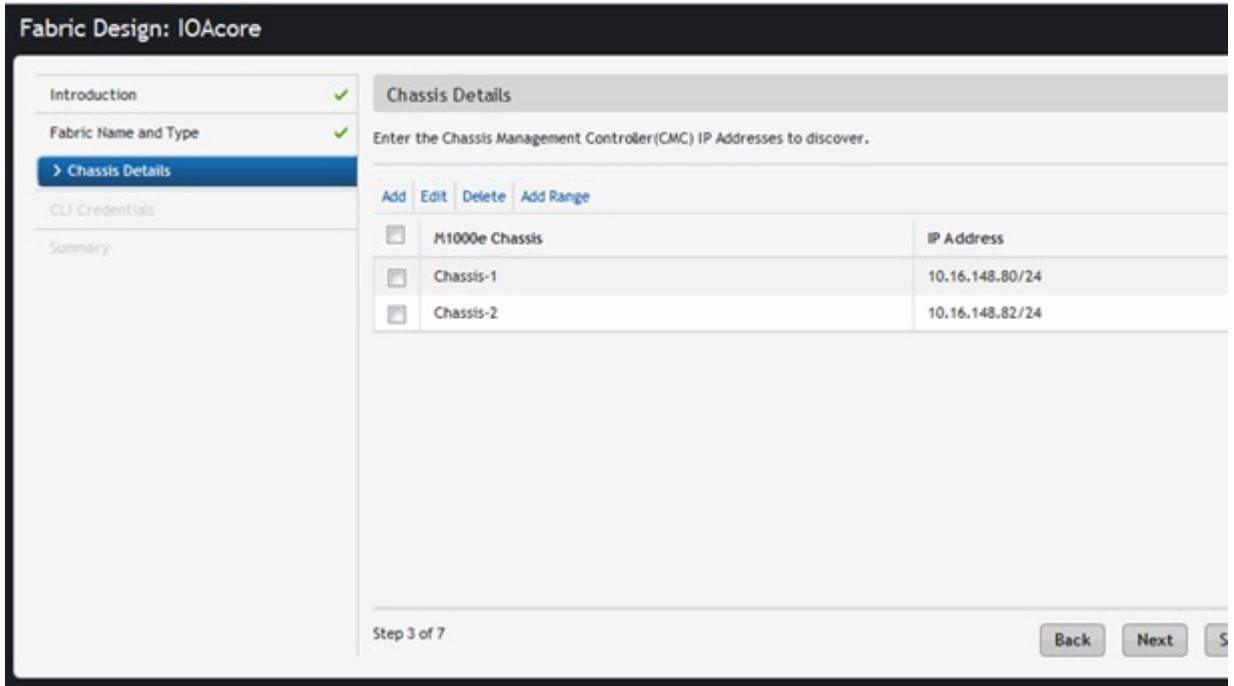 Fabric Design: IOAcore
Introduction
Fabric Name and Type
> Chassis Details
CLI Credentials
Summary
Chassis Details
Enter the Chassis Management Controller(CMC) IP Addresses to discover.
Add Edit Delete Add Range
M1000e Chassis IP Address
Chassis-1 10.16.148.80/24
Chassis-2 10.16.148.82/24
Step 3 of 7
Back Next